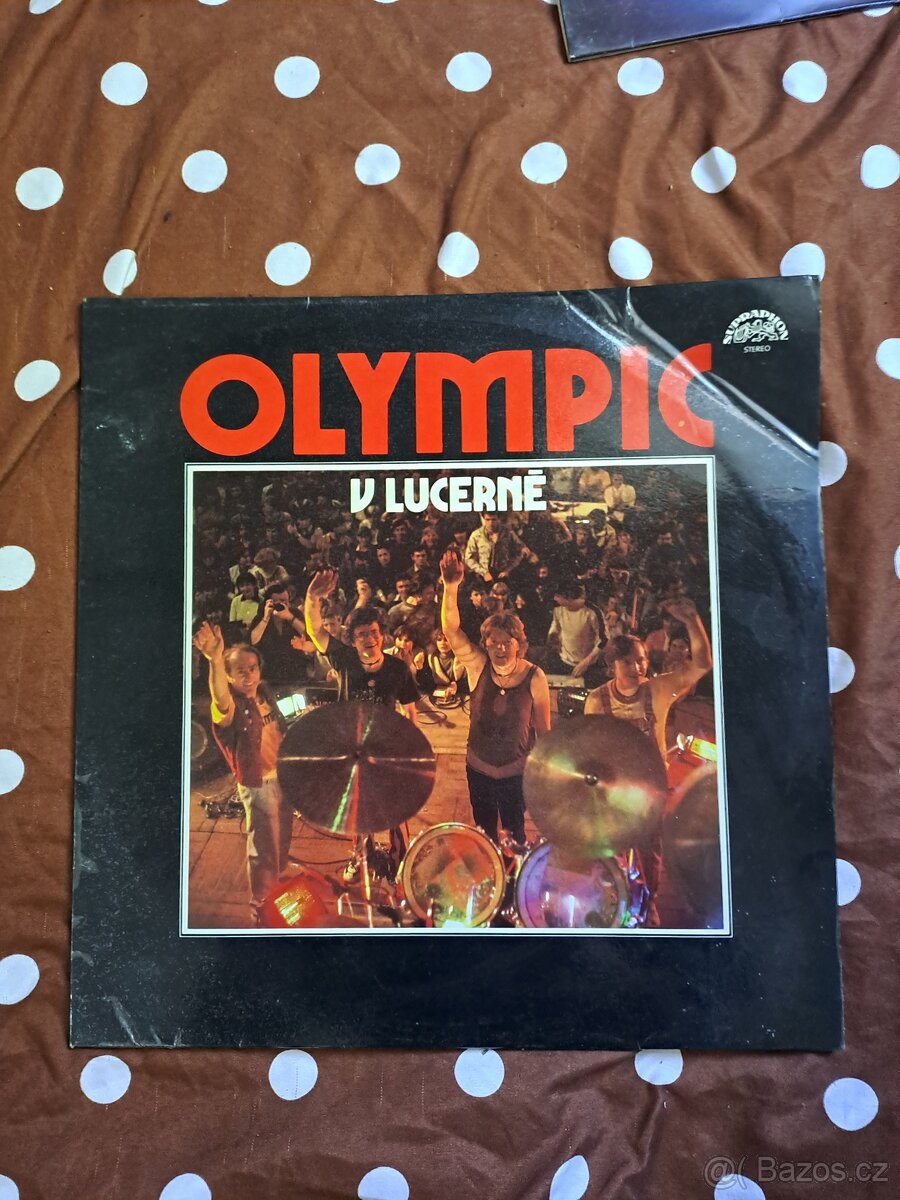 SUPRAPHON
STEREO
OLYMPIC
V LUCERNĚ
@( Bazos.cz